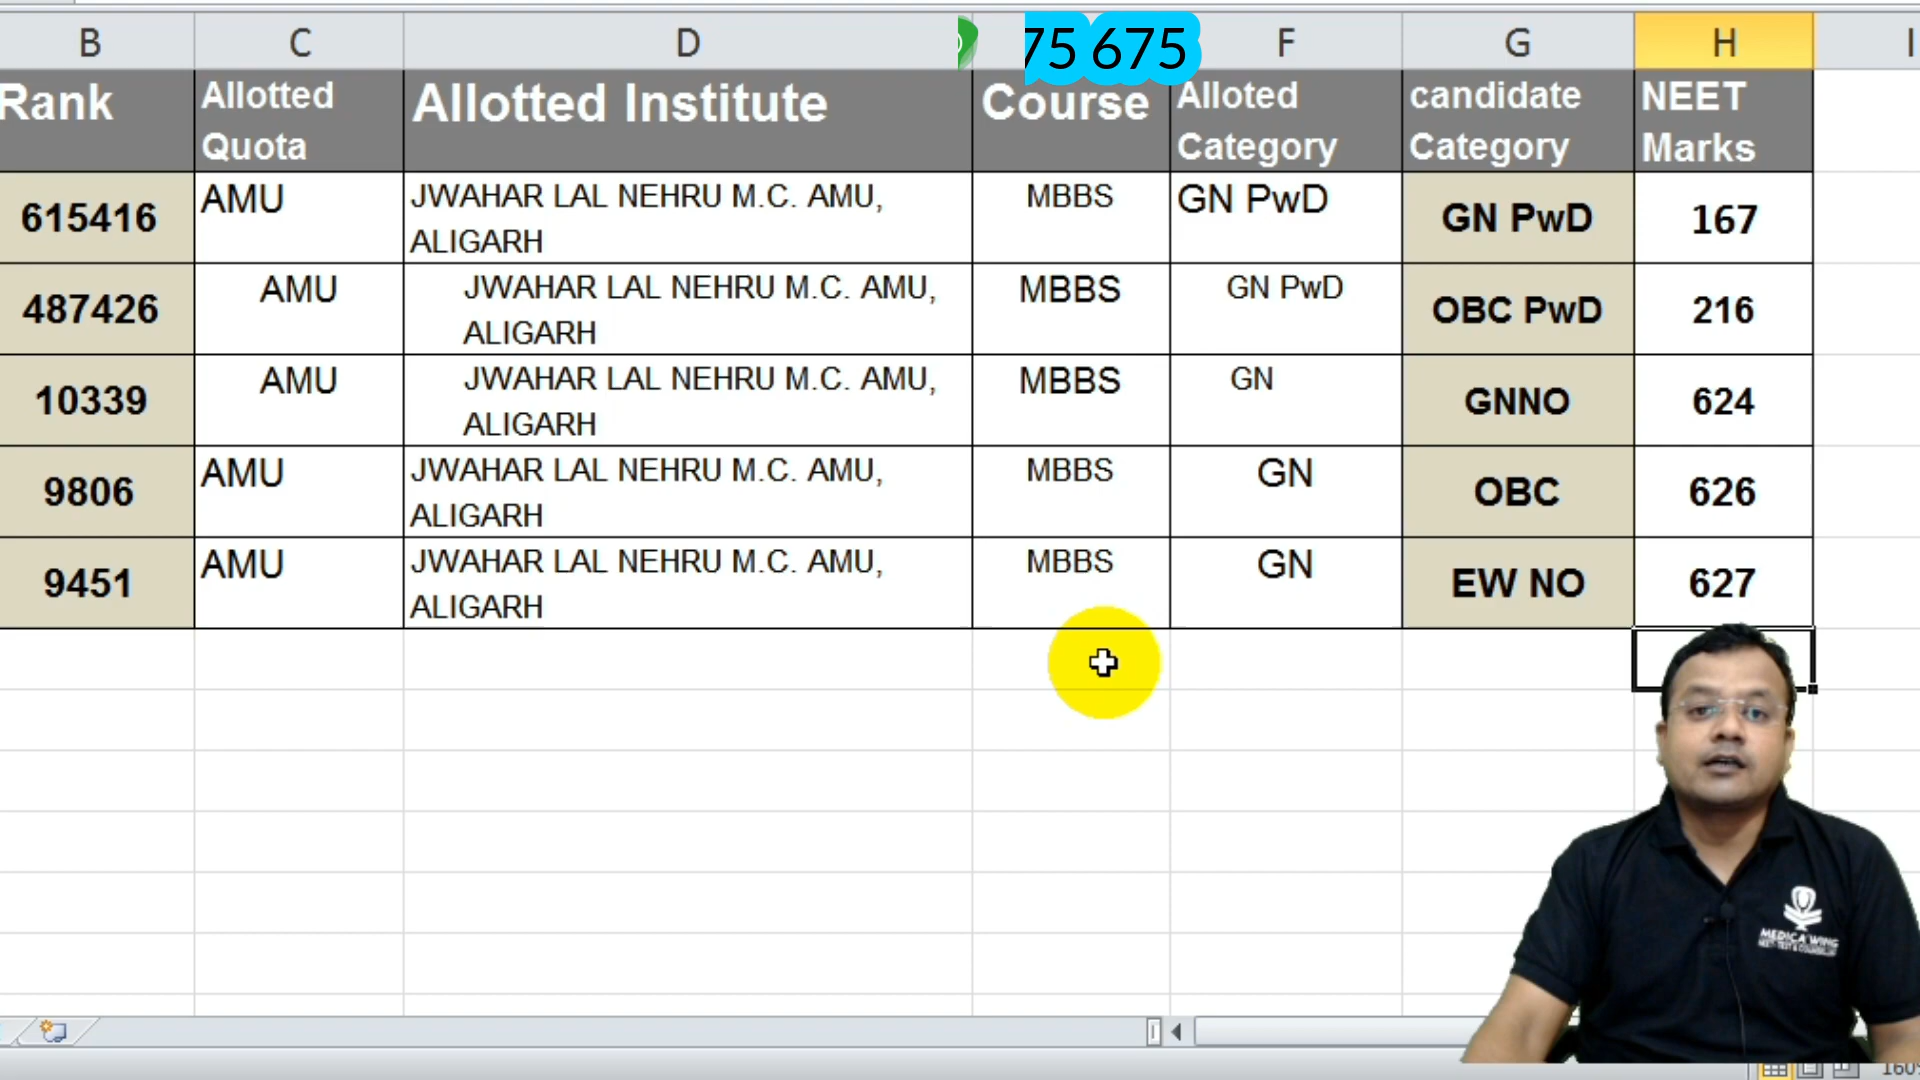 75 675
B C D F G H I
Rank Allotted Quota Allotted Institute Course Alloted Category candidate Category NEET Marks
615416 AMU JWAHAR LAL NEHRU M.C. AMU, ALIGARH MBBS GN PwD GN PwD 167
487426 AMU JWAHAR LAL NEHRU M.C. AMU, ALIGARH MBBS GN PwD OBC PwD 216
10339 AMU JWAHAR LAL NEHRU M.C. AMU, ALIGARH MBBS GN GNNO 624
9806 AMU JWAHAR LAL NEHRU M.C. AMU, ALIGARH MBBS GN OBC 626
9451 AMU JWAHAR LAL NEHRU M.C. AMU, ALIGARH MBBS GN EW NO 627
MEDICA WING